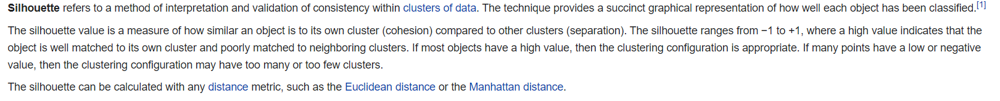 Silhouette refers to a method of interpretation and validation of consistency within clusters of data. The technique provides a succinct graphical representation of how well each object has been classified.[1]
The silhouette value is a measure of how similar an object is to its own cluster (cohesion) compared to other clusters (separation). The silhouette ranges from −1 to +1, where a high value indicates that the
object is well matched to its own cluster and poorly matched to neighboring clusters. If most objects have a high value, then the clustering configuration is appropriate. If many points have a low or negative
value, then the clustering configuration may have too many or too few clusters.
The silhouette can be calculated with any distance metric, such as the Euclidean distance or the Manhattan distance.